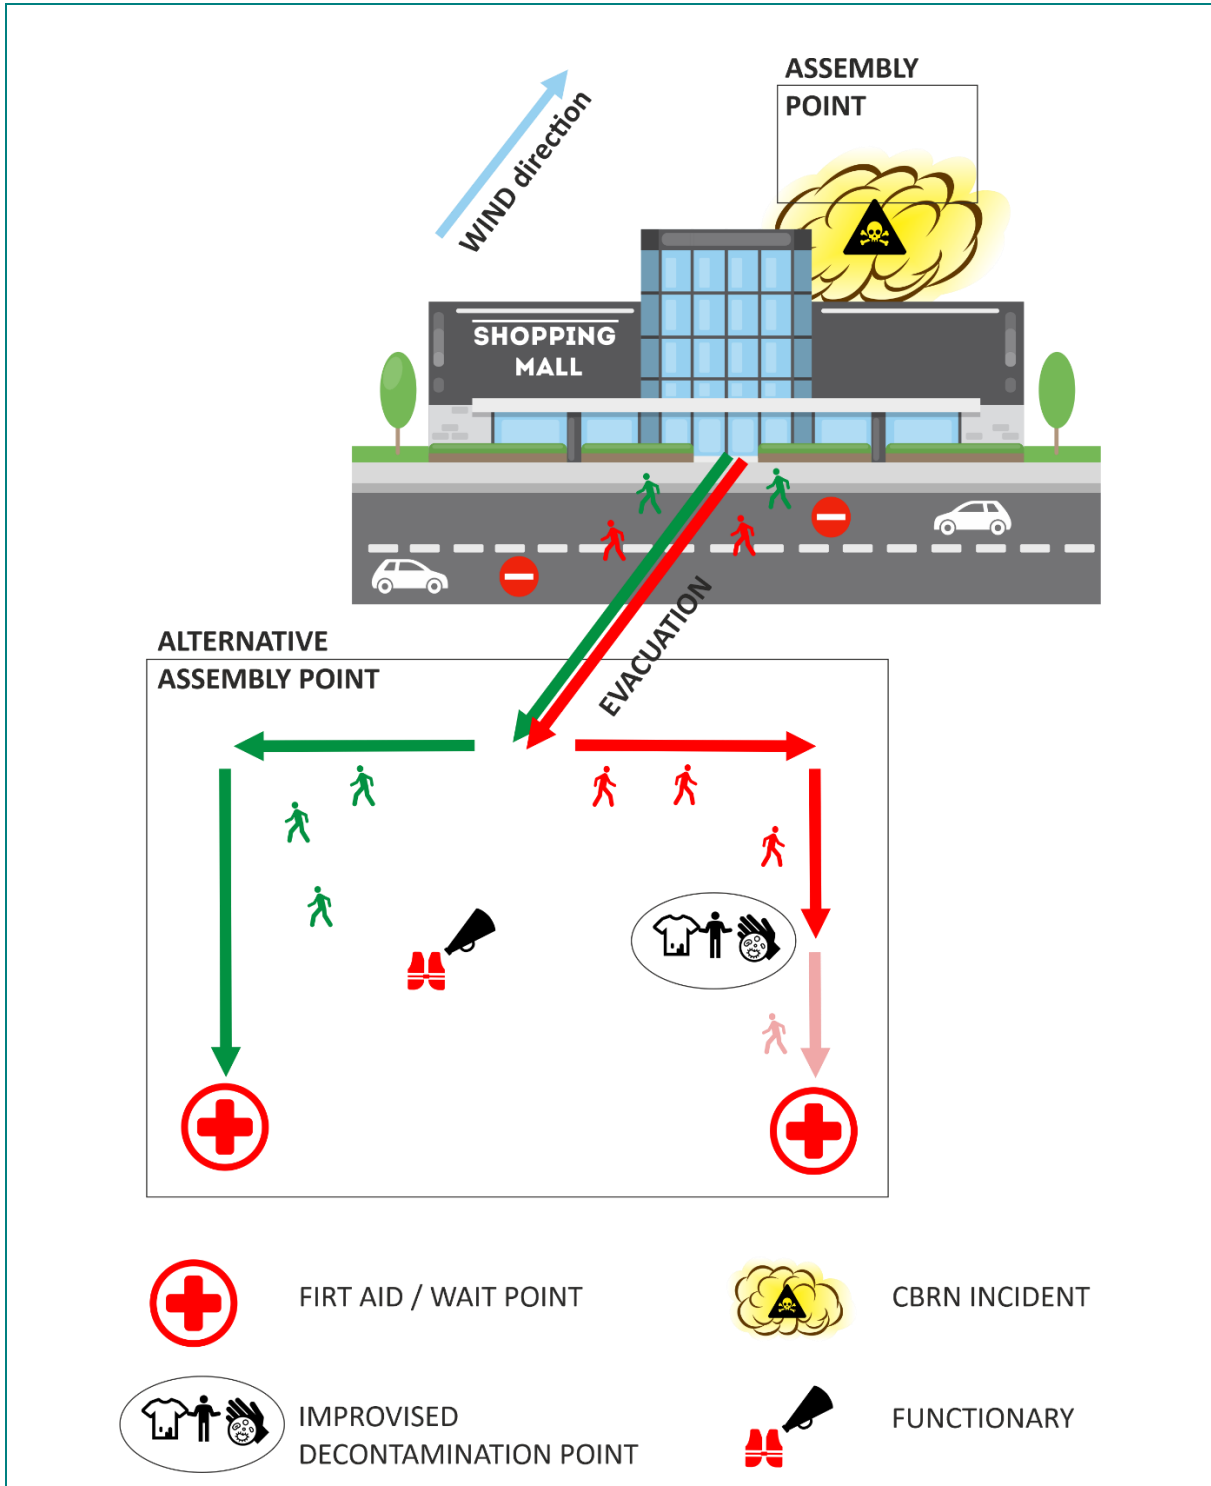 ASSEMBLY
POINT
WIND direction
SHOPPING
MALL
EVACUATION
ALTERNATIVE
ASSEMBLY POINT
FIRT AID / WAIT POINT
CBRN INCIDENT
IMPROVISED
DECONTAMINATION POINT
FUNCTIONARY